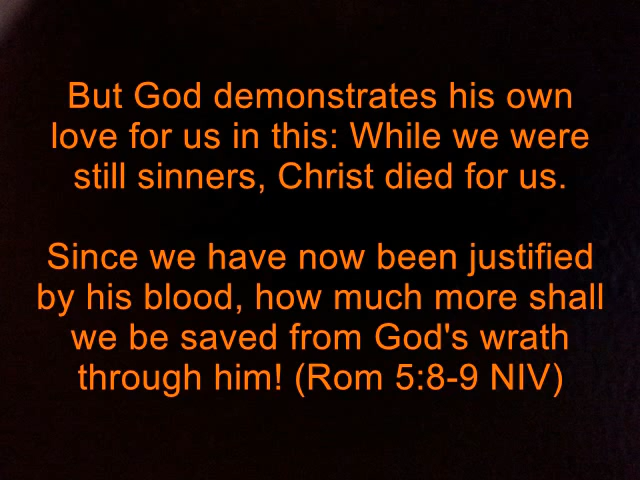 But God demonstrates his own
love for us in this: While we were
still sinners, Christ died for us.
Since we have now been justified
by his blood, how much more shall
we be saved from God's wrath
through him! (Rom 5:8-9 NIV)